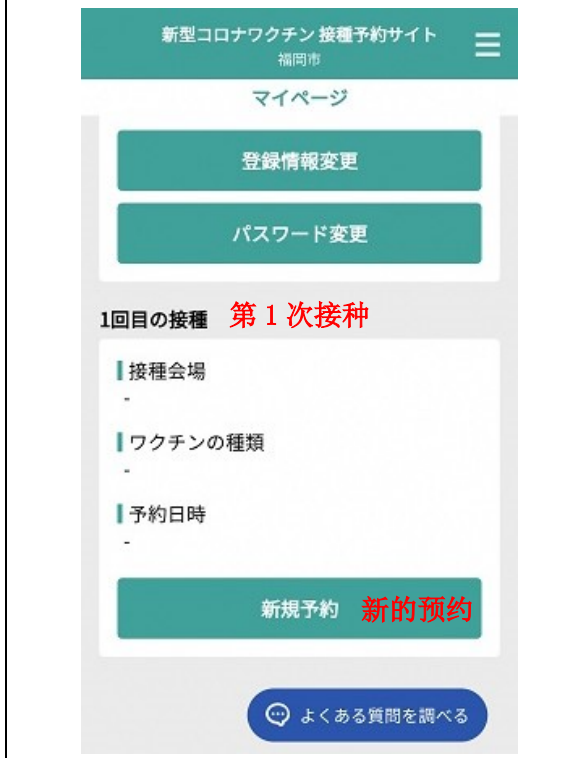 新型コロナワクチン 接種予約サイト
福岡市
マイページ
登録情報変更
パスワード変更
1回目の接種 第1次接种
接種会場
-
ワクチンの種類
-
予約日時
-
新規予約 新的预约
よくある質問を調べる